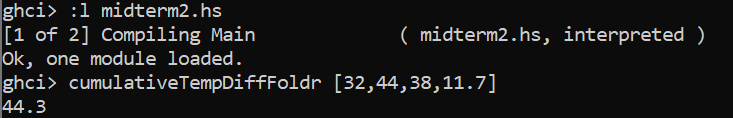 ghci> :l midterm2.hs
[1 of 2] Compiling Main             ( midterm2.hs, interpreted )
Ok, one module loaded.
ghci> cumulativeTempDiffFoldr [32,44,38,11.7]
44.3